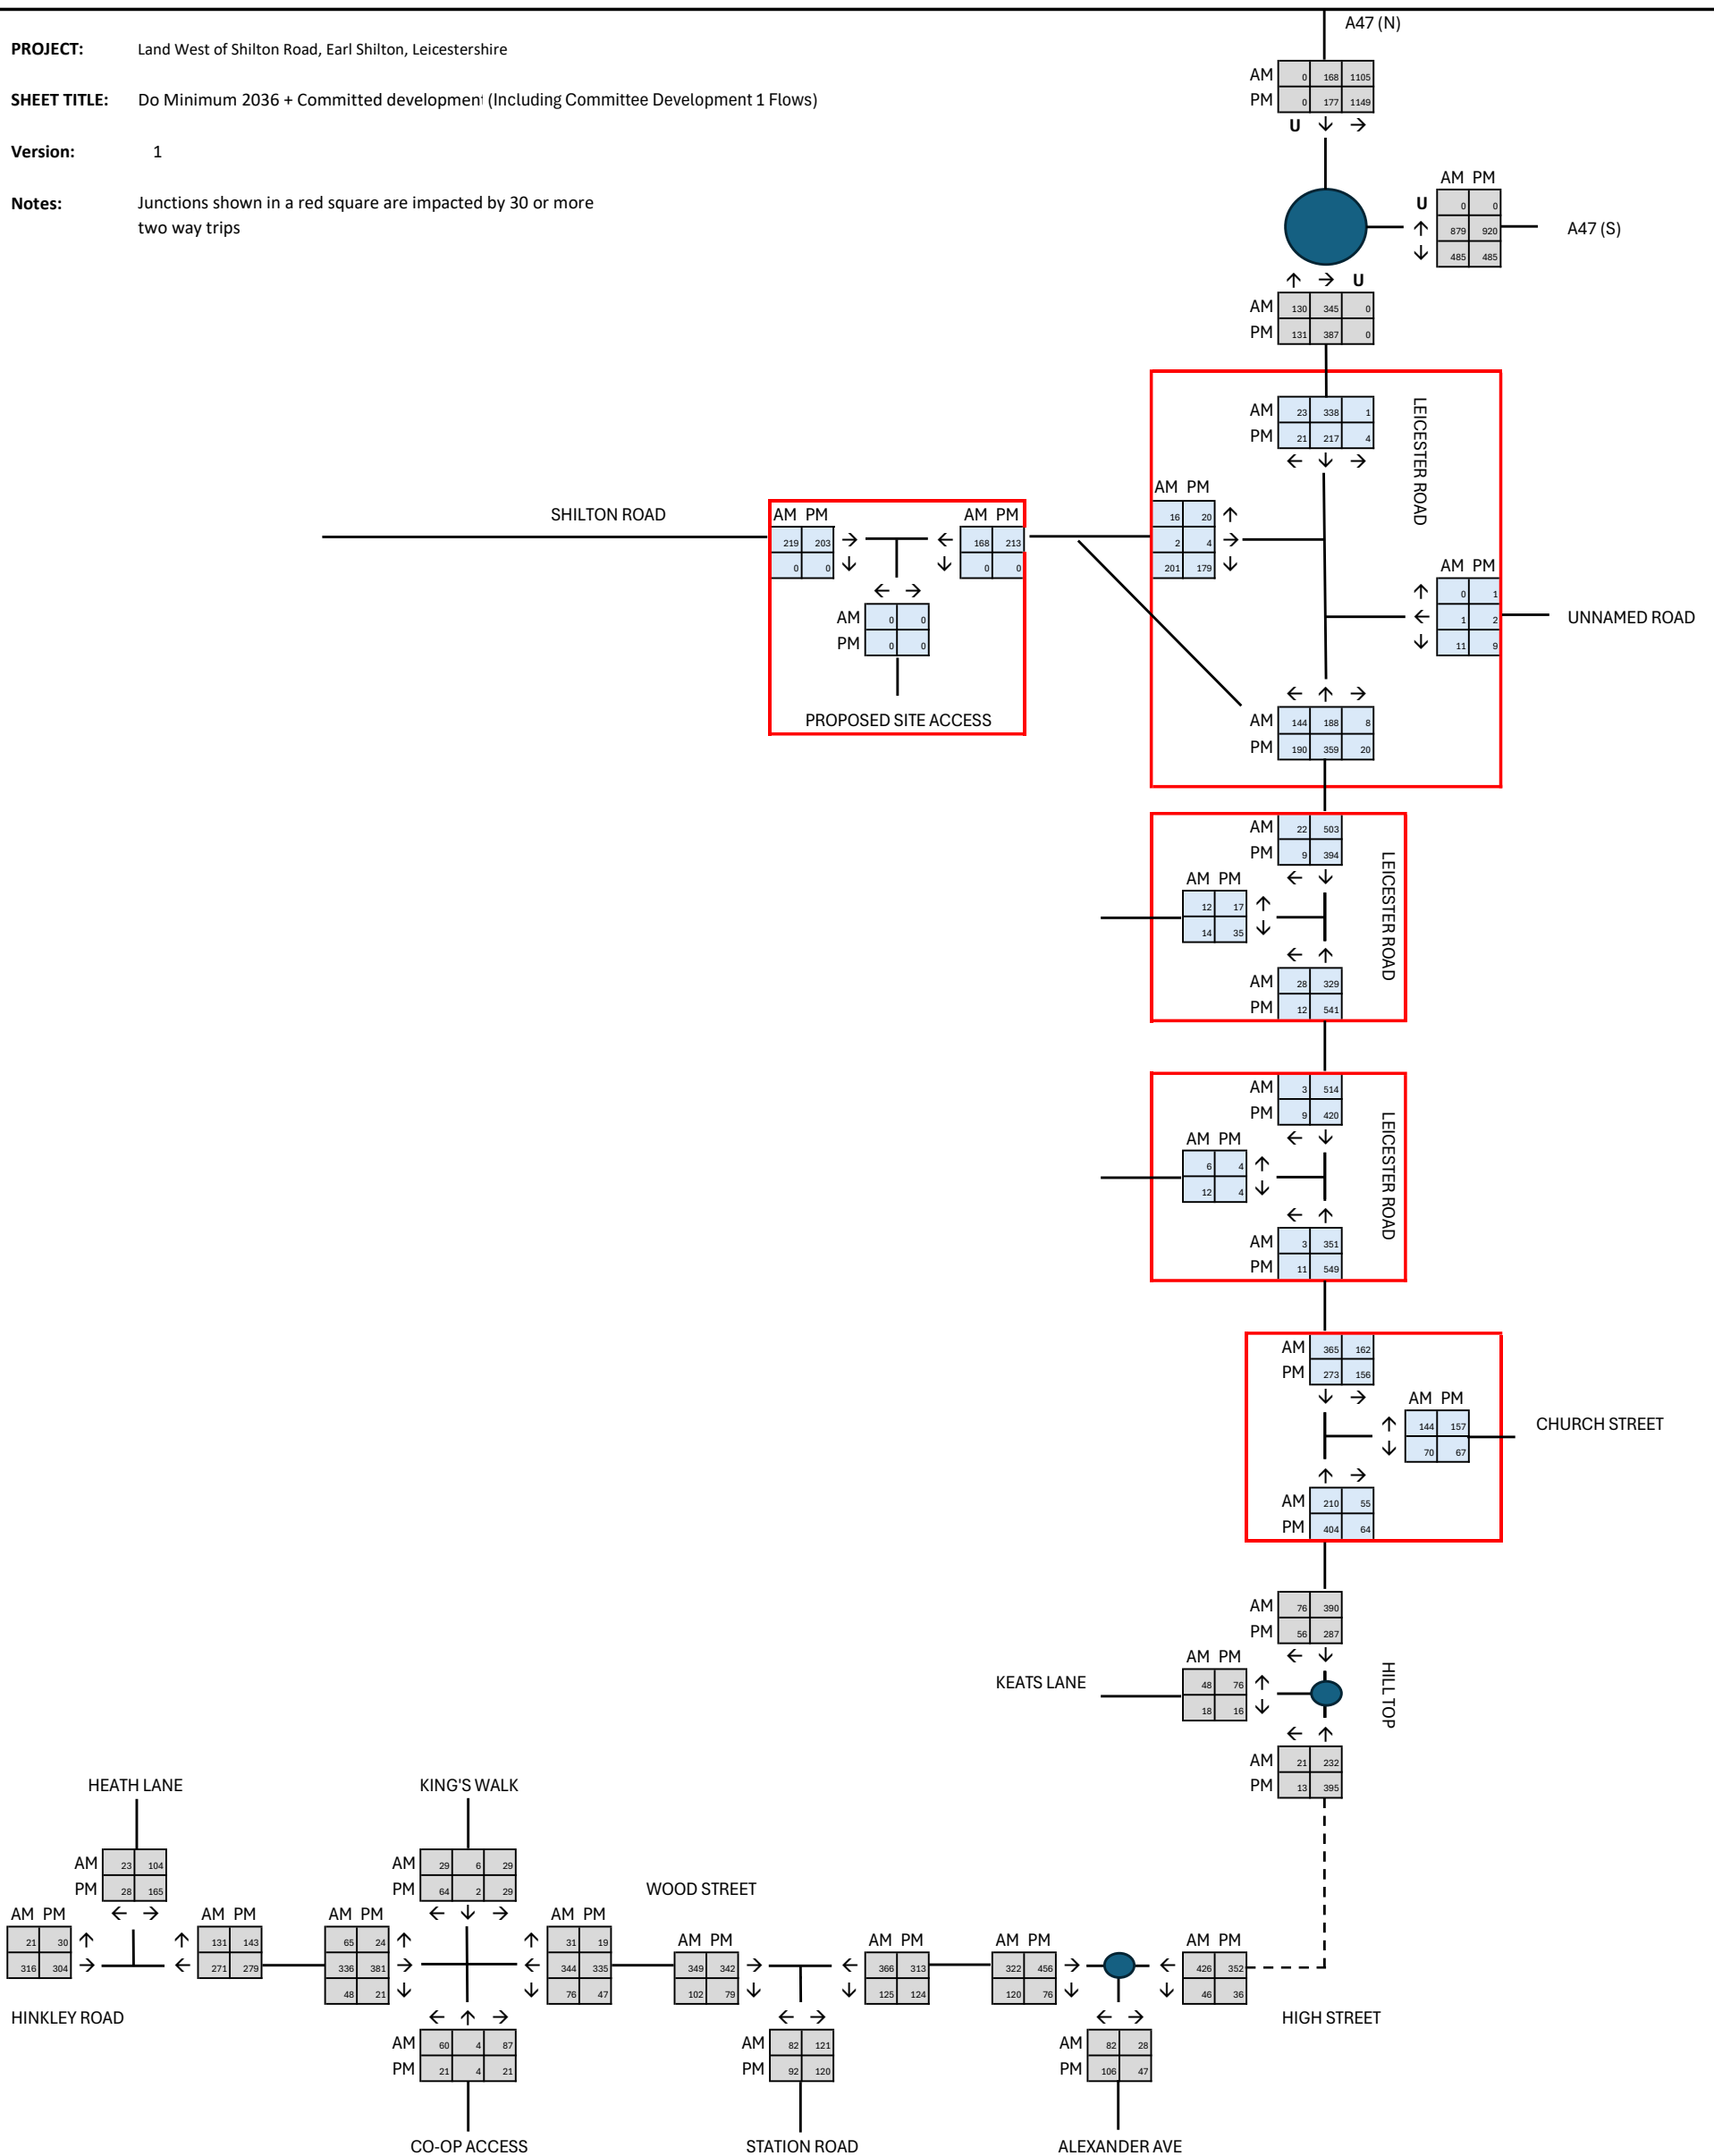 A47 (N)
PROJECT: Land West of Shilton Road, Earl Shilton, Leicestershire
AM 0 168 1105
SHEET TITLE: Do Minimum 2036 + Committed development (Including Committee Development 1 Flows)
PM 0 177 1149
U ↓ →
Version: 1
Notes: Junctions shown in a red square are impacted by 30 or more
two way trips
AM PM
U 0 0
↑ 879 920
↓ 485 485
A47 (S)
↑ → U
AM 130 345 0
PM 131 387 0
LEICESTER ROAD
AM 23 338 1
PM 21 217 4
← ↓ →
SHILTON ROAD
AM PM
219 203 →
0 0 ↓
AM PM
← 168 213
↓ 0 0
← →
AM 0 0
PM 0 0
PROPOSED SITE ACCESS
AM PM
16 20 ↑
2 4 →
201 179 ↓
AM PM
↑ 0 1
← 1 2
↓ 11 9
UNNAMED ROAD
← ↑ →
AM 144 188 8
PM 190 359 20
AM 22 503
PM 9 394
← ↓
LEICESTER ROAD
AM PM
12 17 ↑
14 35 ↓
← ↑
AM 28 329
PM 12 541
AM 3 514
PM 9 420
← ↓
LEICESTER ROAD
AM PM
6 4 ↑
12 4 ↓
← ↑
AM 3 351
PM 11 549
AM 365 162
PM 273 156
↓ →
AM PM
↑ 144 157
↓ 70 67
CHURCH STREET
↑ →
AM 210 55
PM 404 64
AM 76 390
PM 56 287
← ↓
KEATS LANE
AM PM
48 76 ↑
18 16 ↓
HILL TOP
← ↑
AM 21 232
PM 13 395
HEATH LANE
AM 23 104
PM 28 165
← →
AM PM
21 30 ↑
316 304 →
AM PM
↑ 131 143
← 271 279
HINKLEY ROAD
KING'S WALK
AM 29 6 29
PM 64 2 29
← ↓ →
AM PM
65 24 ↑
336 381 →
48 21 ↓
AM PM
↑ 31 19
← 344 335
↓ 76 47
← ↑ →
AM 60 4 87
PM 21 4 21
CO-OP ACCESS
WOOD STREET
AM PM
349 342 →
102 79 ↓
AM PM
← 366 313
↓ 125 124
← →
AM 82 121
PM 92 120
STATION ROAD
AM PM
322 456 →
120 76 ↓
AM PM
← 426 352
↓ 46 36
HIGH STREET
← →
AM 82 28
PM 106 47
ALEXANDER AVE